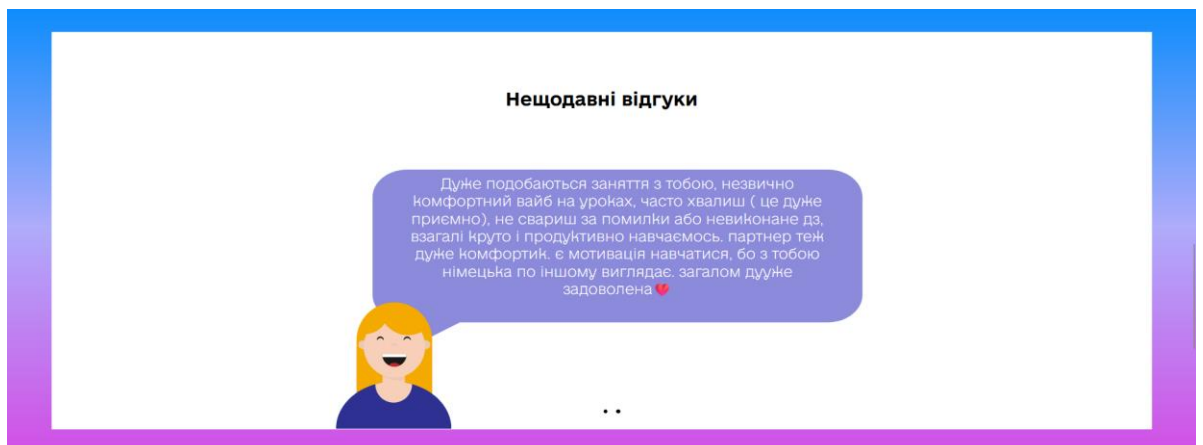 Нещодавні відгуки
Дуже подобаються заняття з тобою, незвично
комфортний вайб на уроках, часто хвалиш ( це дуже
приємно), не свариш за помилки або невиконане дз,
взагалі круто і продуктивно навчаємось. партнер теж
дуже комфортик. є мотивація навчатися, бо з тобою
німецька по іншому виглядає. загалом дууже
задоволена💔